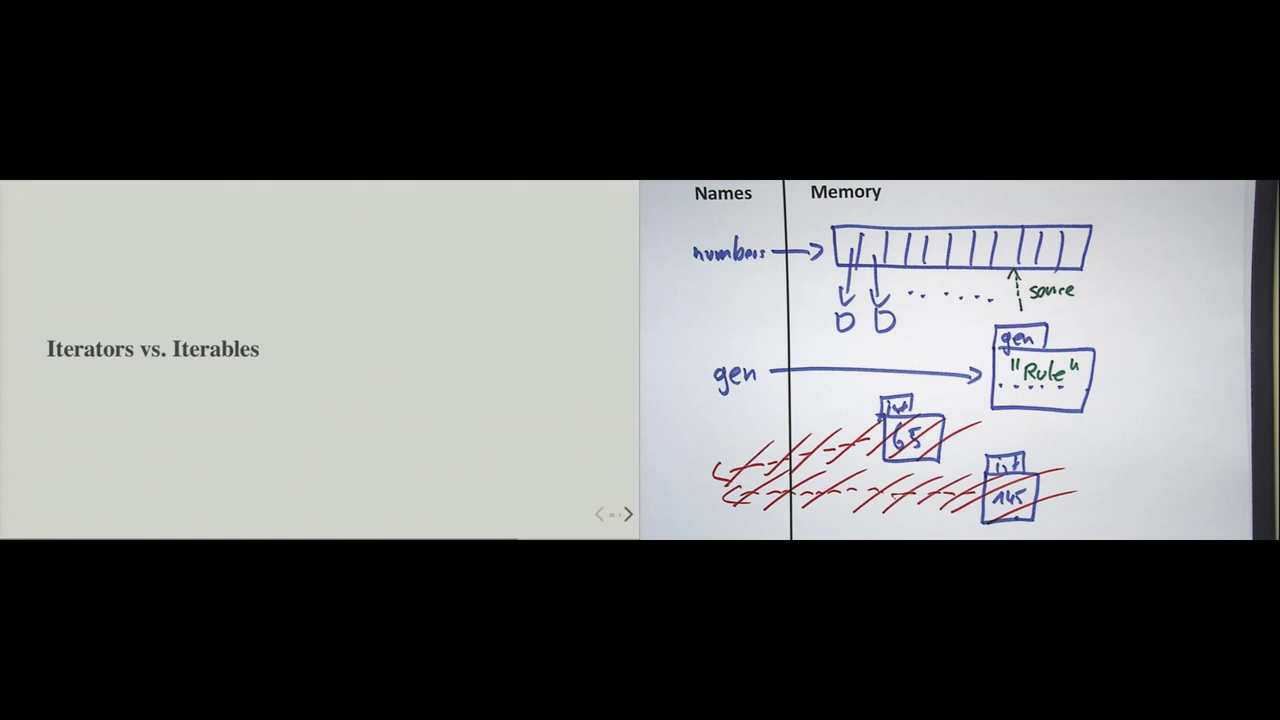 Iterators vs. Iterables
Names
Memory
numbers
source
gen
"Rule"
gen
int
65
int
145